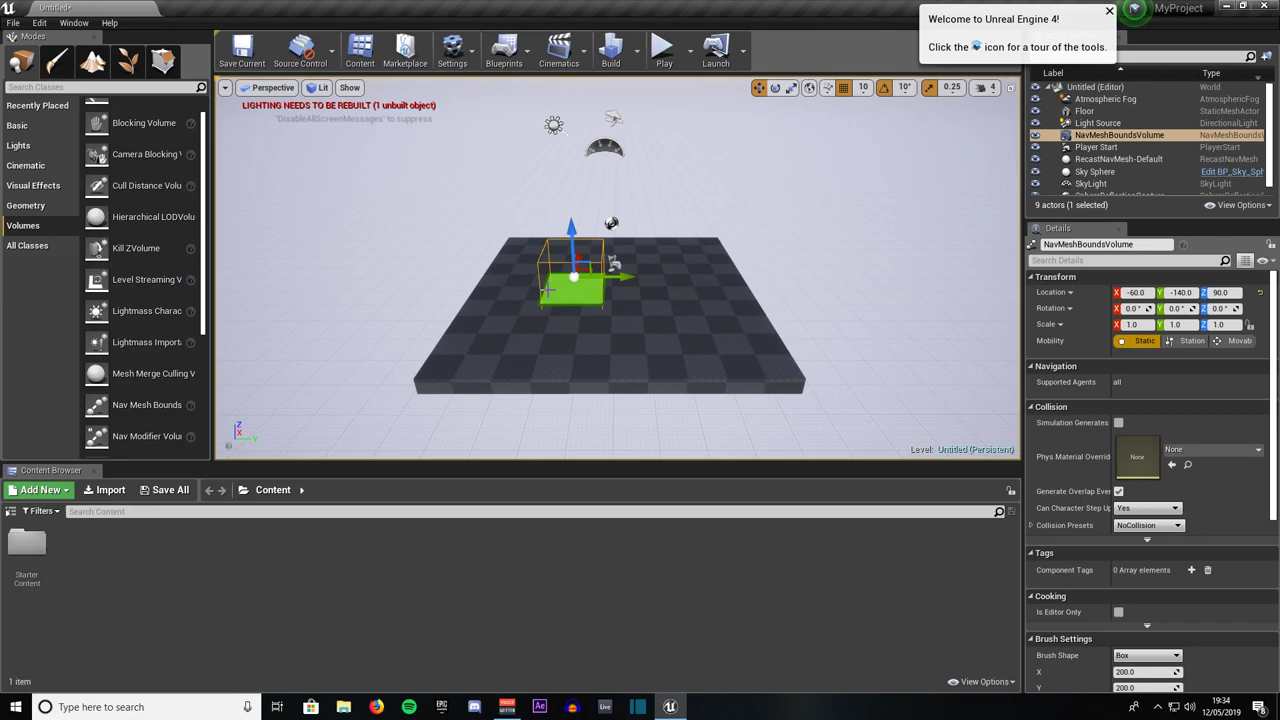 Untitled*
MyProject
File Edit Window Help
Welcome to Unreal Engine 4!
Click the icon for a tour of the tools.
Modes
Search Classes
Recently Placed
Basic
Lights
Cinematic
Visual Effects
Geometry
Volumes
All Classes
Blocking Volume
Camera Blocking V
Cull Distance Volu
Hierarchical LODVolu
Kill ZVolume
Level Streaming V
Lightmass Charac
Lightmass Import
Mesh Merge Culling V
Nav Mesh Bounds
Nav Modifier Volu
Save Current Source Control Content Marketplace Settings Blueprints Cinematics Build Play Launch
Perspective Lit Show
10 10° 0.25 4
LIGHTING NEEDS TO BE REBUILT (1 unbuilt object)
'DisableAllScreenMessages' to suppress
Z
X
Y
Level: Untitled (Persistent)
Label Type
Untitled (Editor) World
Atmospheric Fog AtmosphericFog
Floor StaticMeshActor
Light Source DirectionalLight
NavMeshBoundsVolume NavMeshBoundsV
Player Start PlayerStart
RecastNavMesh-Default RecastNavMesh
Sky Sphere Edit BP_Sky_Sph
SkyLight SkyLight
9 actors (1 selected) View Options
Details
NavMeshBoundsVolume
Search Details
Transform
Location X -60.0 Y -140.0 Z 90.0
Rotation X 0.0 ° Y 0.0 ° Z 0.0 °
Scale X 1.0 Y 1.0 Z 1.0
Mobility Static Station Movab
Navigation
Supported Agents all
Collision
Simulation Generates
Phys Material Overrid None None
Generate Overlap Ever
Can Character Step Up Yes
Collision Presets NoCollision
Tags
Component Tags 0 Array elements
Cooking
Is Editor Only
Brush Settings
Brush Shape Box
X 200.0
Y 200.0
Content Browser
Add New Import Save All Content
Filters Search Content
Starter
Content
1 item View Options
Type here to search
EPIC
Ae
Live
19:34
12/05/2019
8